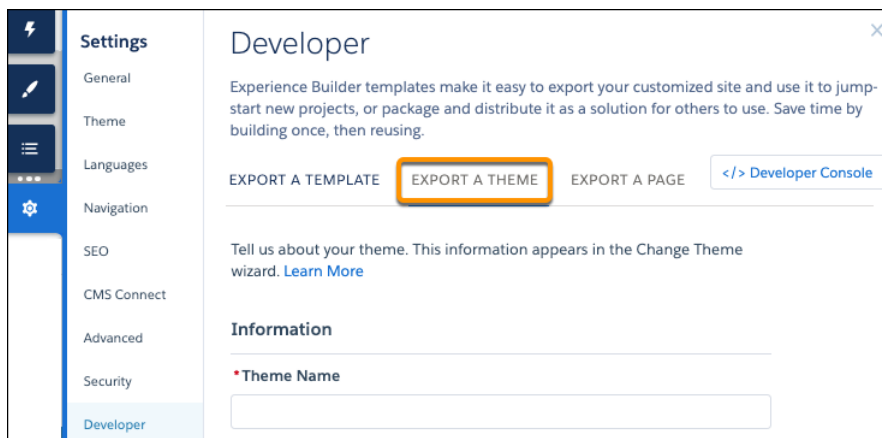 Settings
General
Theme
Languages
Navigation
SEO
CMS Connect
Advanced
Security
Developer
Developer
Experience Builder templates make it easy to export your customized site and use it to jump-
start new projects, or package and distribute it as a solution for others to use. Save time by
building once, then reusing.
EXPORT A TEMPLATE EXPORT A THEME EXPORT A PAGE </> Developer Console
Tell us about your theme. This information appears in the Change Theme
wizard. Learn More
Information
*Theme Name